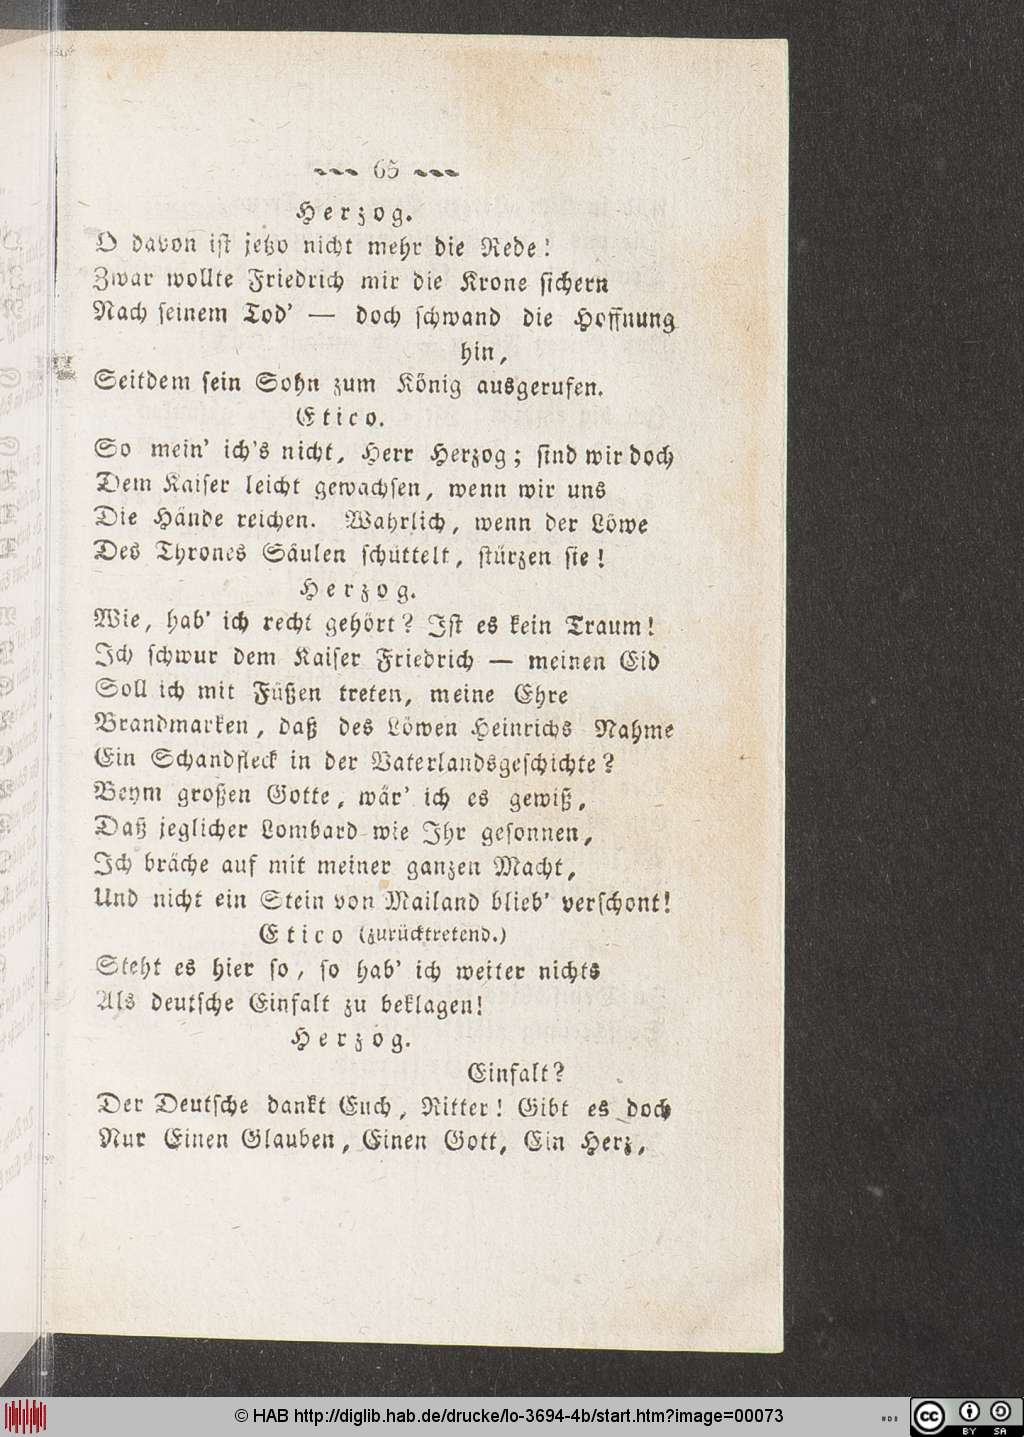 65
Herzog.
O davon ist jetzo nicht mehr die Rede!
Zwar wollte Friedrich mir die Krone sichern
Nach seinem Tod' — doch schwand die Hoffnung
hin,
Seitdem sein Sohn zum König ausgerufen.
Etico.
So mein' ich's nicht, Herr Herzog; sind wir doch
Dem Kaiser leicht gewachsen, wenn wir uns
Die Hände reichen. Wahrlich, wenn der Löwe
Des Thrones Säulen schüttelt, stürzen sie!
Herzog.
Wie, hab' ich recht gehört? Ist es kein Traum!
Ich schwur dem Kaiser Friedrich — meinen Eid
Soll ich mit Füßen treten, meine Ehre
Brandmarken, daß des Löwen Heinrichs Nahme
Ein Schandfleck in der Vaterlandsgeschichte?
Beym großen Gotte, wär' ich es gewiß,
Daß jeglicher Lombard wie Ihr gesonnen,
Ich bräche auf mit meiner ganzen Macht,
Und nicht ein Stein von Mailand blieb' verschont!
Etico (zurücktretend.)
Steht es hier so, so hab' ich weiter nichts
Als deutsche Einfalt zu beklagen!
Herzog.
Einfalt?
Der Deutsche dankt Euch, Ritter! Gibt es doch
Nur Einen Glauben, Einen Gott, Ein Herz,
© HAB http://diglib.hab.de/drucke/lo-3694-4b/start.htm?image=00073
cc BY SA